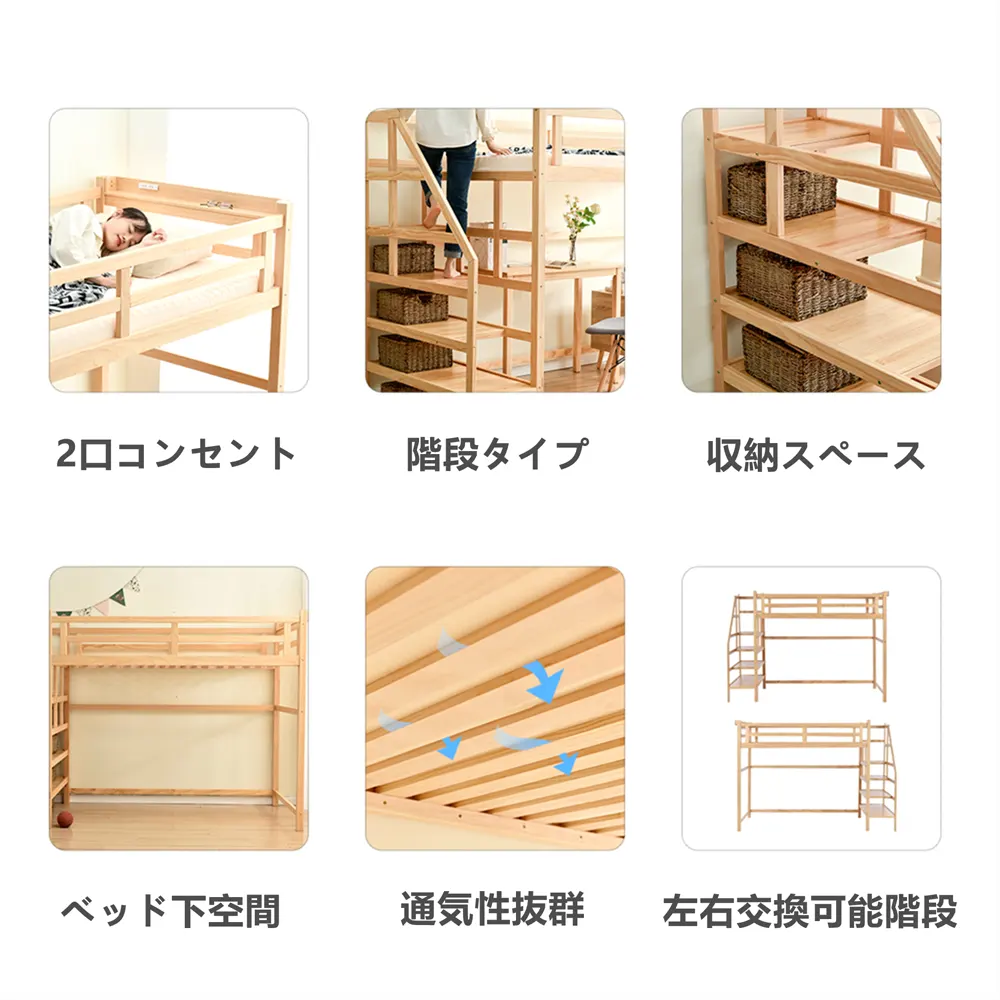 2口コンセント
階段タイプ
収納スペース
ベッド下空間
通気性抜群
左右交換可能階段